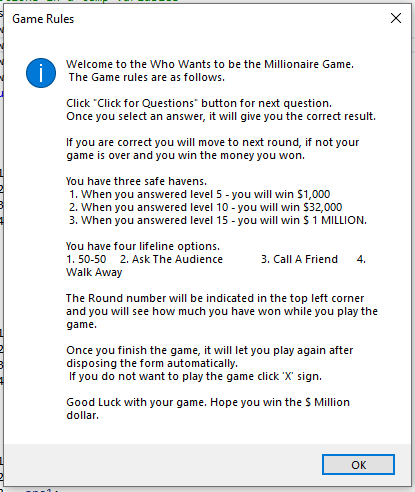 Game Rules
Welcome to the Who Wants to be the Millionaire Game.
The Game rules are as follows.
Click "Click for Questions" button for next question.
Once you select an answer, it will give you the correct result.
If you are correct you will move to next round, if not your
game is over and you win the money you won.
You have three safe havens.
1. When you answered level 5 - you will win $1,000
2. When you answered level 10 - you will win $32,000
3. When you answered level 15 - you will win $ 1 MILLION.
You have four lifeline options.
1. 50-50 2. Ask The Audience 3. Call A Friend 4.
Walk Away
The Round number will be indicated in the top left corner
and you will see how much you have won while you play the
game.
Once you finish the game, it will let you play again after
disposing the form automatically.
If you do not want to play the game click 'X' sign.
Good Luck with your game. Hope you win the $ Million
dollar.
OK